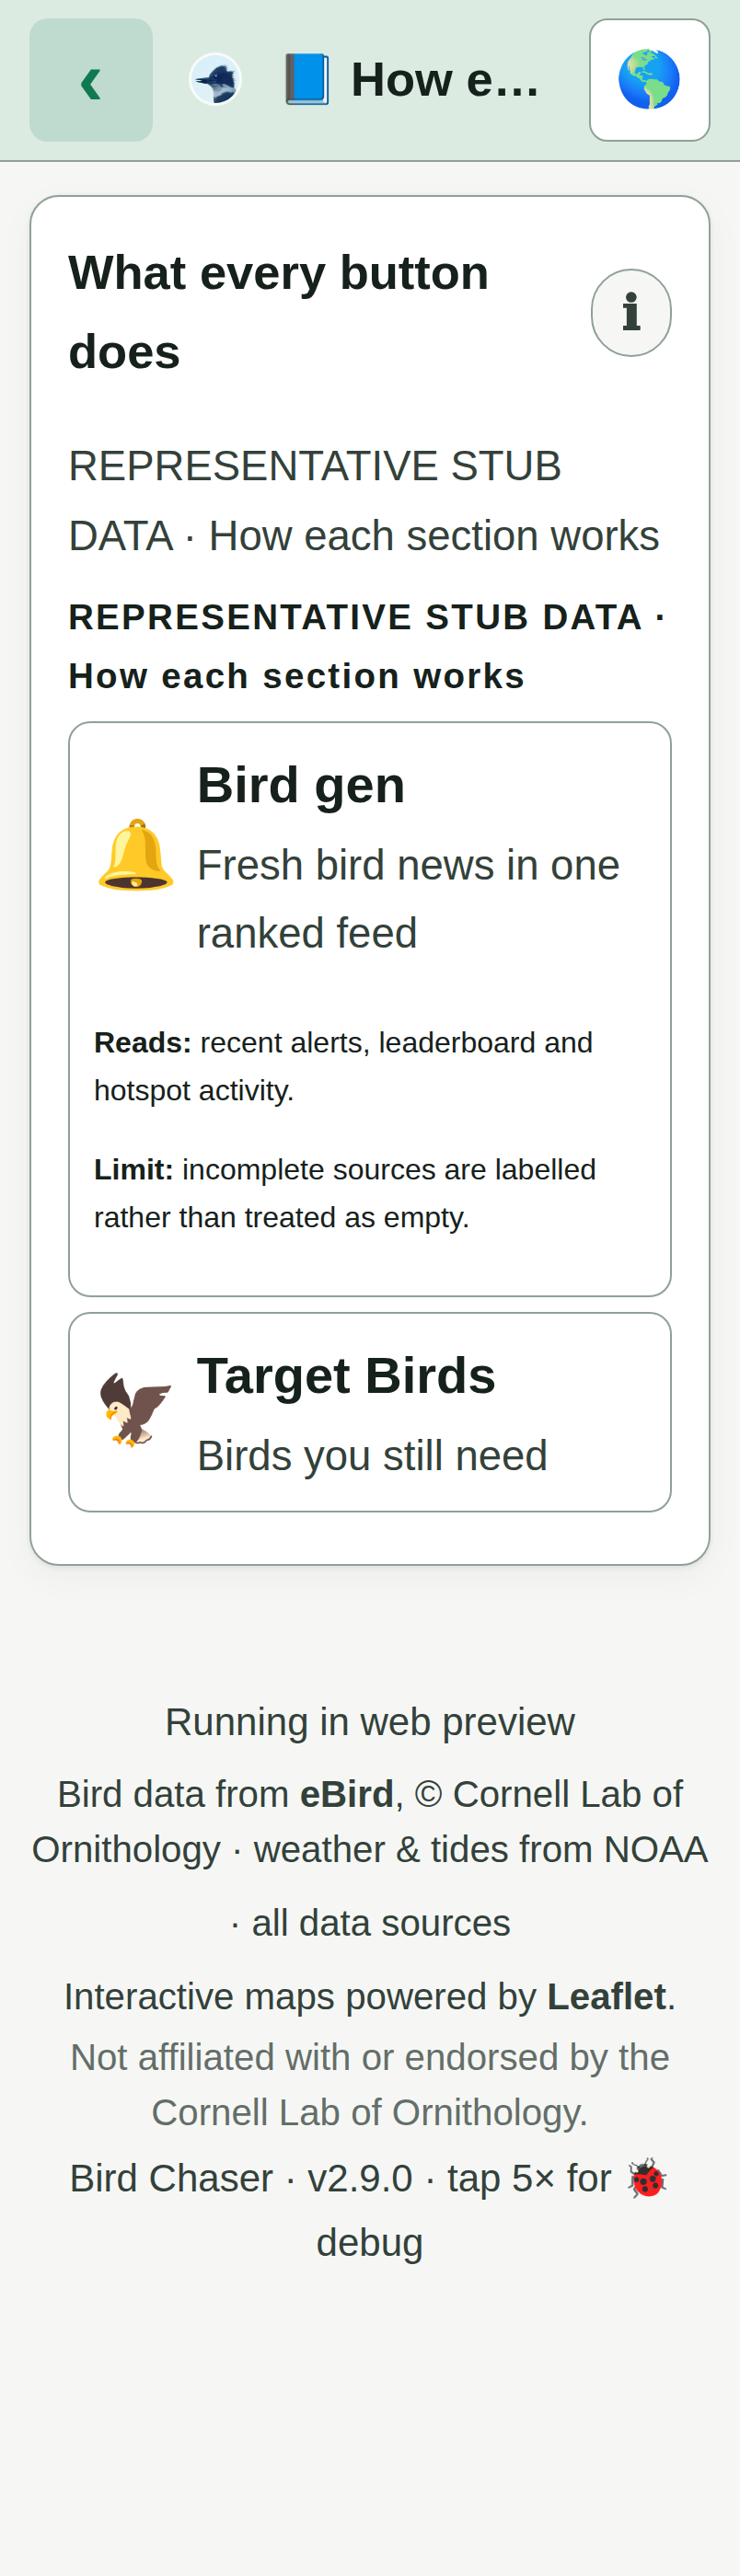 ‹ 📘 How e… 🌎
What every button
does
ℹ
REPRESENTATIVE STUB
DATA · How each section works
REPRESENTATIVE STUB DATA ·
How each section works
🔔 Bird gen
Fresh bird news in one
ranked feed
Reads: recent alerts, leaderboard and
hotspot activity.
Limit: incomplete sources are labelled
rather than treated as empty.
🦅 Target Birds
Birds you still need
Running in web preview
Bird data from eBird, © Cornell Lab of
Ornithology · weather & tides from NOAA
· all data sources
Interactive maps powered by Leaflet.
Not affiliated with or endorsed by the
Cornell Lab of Ornithology.
Bird Chaser · v2.9.0 · tap 5× for 🐞
debug